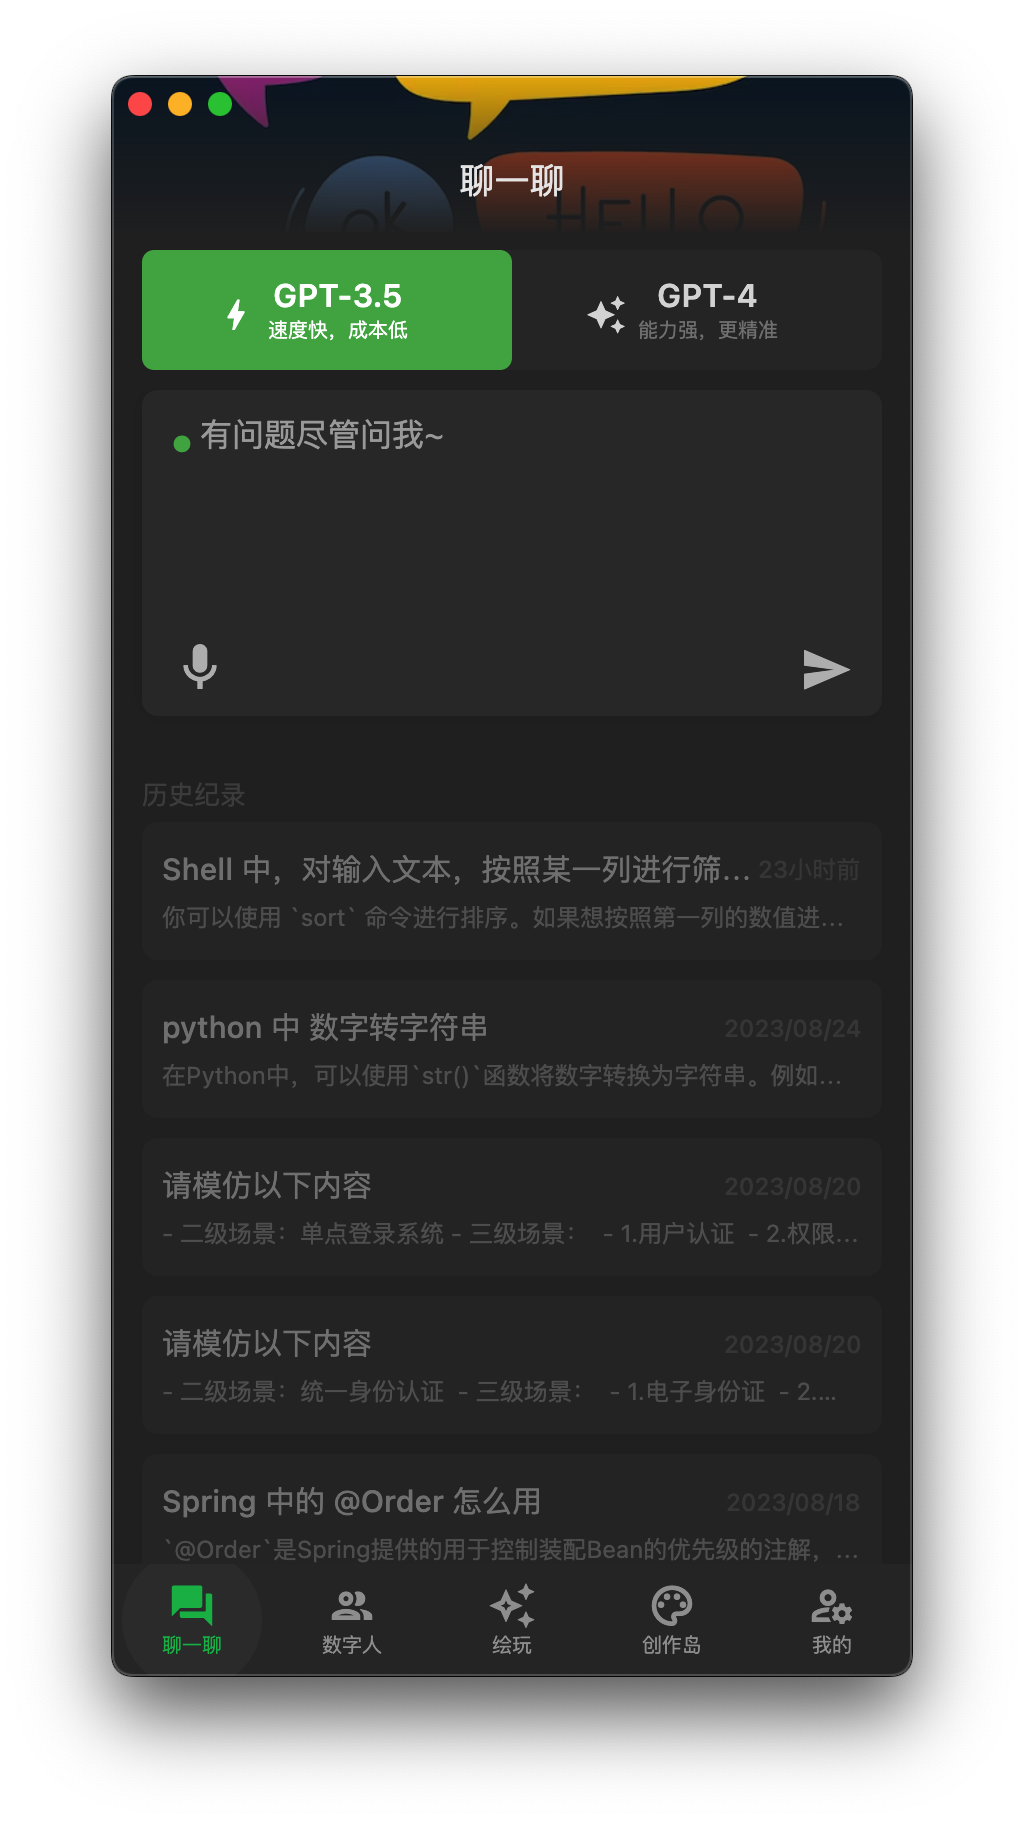 ok
HELLO
聊一聊
GPT-3.5
速度快，成本低
GPT-4
能力强，更精准
有问题尽管问我~
历史纪录
Shell 中，对输入文本，按照某一列进行筛...
23小时前
你可以使用 `sort` 命令进行排序。如果想按照第一列的数值进...
python 中 数字转字符串
2023/08/24
在Python中，可以使用`str()`函数将数字转换为字符串。例如...
请模仿以下内容
2023/08/20
- 二级场景：单点登录系统 - 三级场景： - 1.用户认证 - 2.权限...
请模仿以下内容
2023/08/20
- 二级场景：统一身份认证 - 三级场景： - 1.电子身份证 - 2....
Spring 中的 @Order 怎么用
2023/08/18
`@Order`是Spring提供的用于控制装配Bean的优先级的注解，...
聊一聊
数字人
绘玩
创作岛
我的